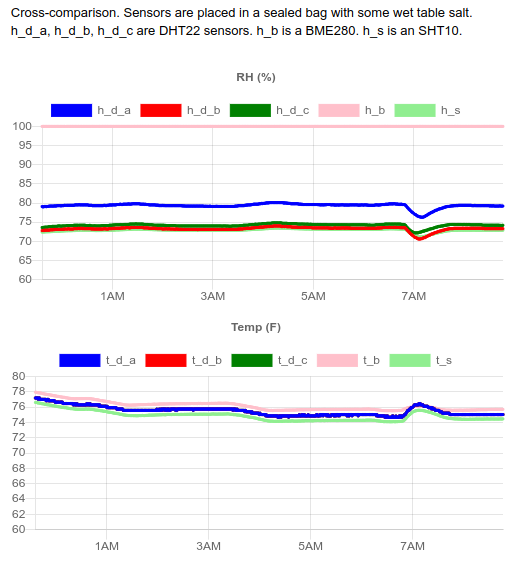 Cross-comparison. Sensors are placed in a sealed bag with some wet table salt.
h_d_a, h_d_b, h_d_c are DHT22 sensors. h_b is a BME280. h_s is an SHT10.
RH (%)
h_d_a h_d_b h_d_c h_b h_s
100
95
90
85
80
75
70
65
60
1AM 3AM 5AM 7AM
Temp (F)
t_d_a t_d_b t_d_c t_b t_s
80
78
76
74
72
70
68
66
64
62
60
1AM 3AM 5AM 7AM